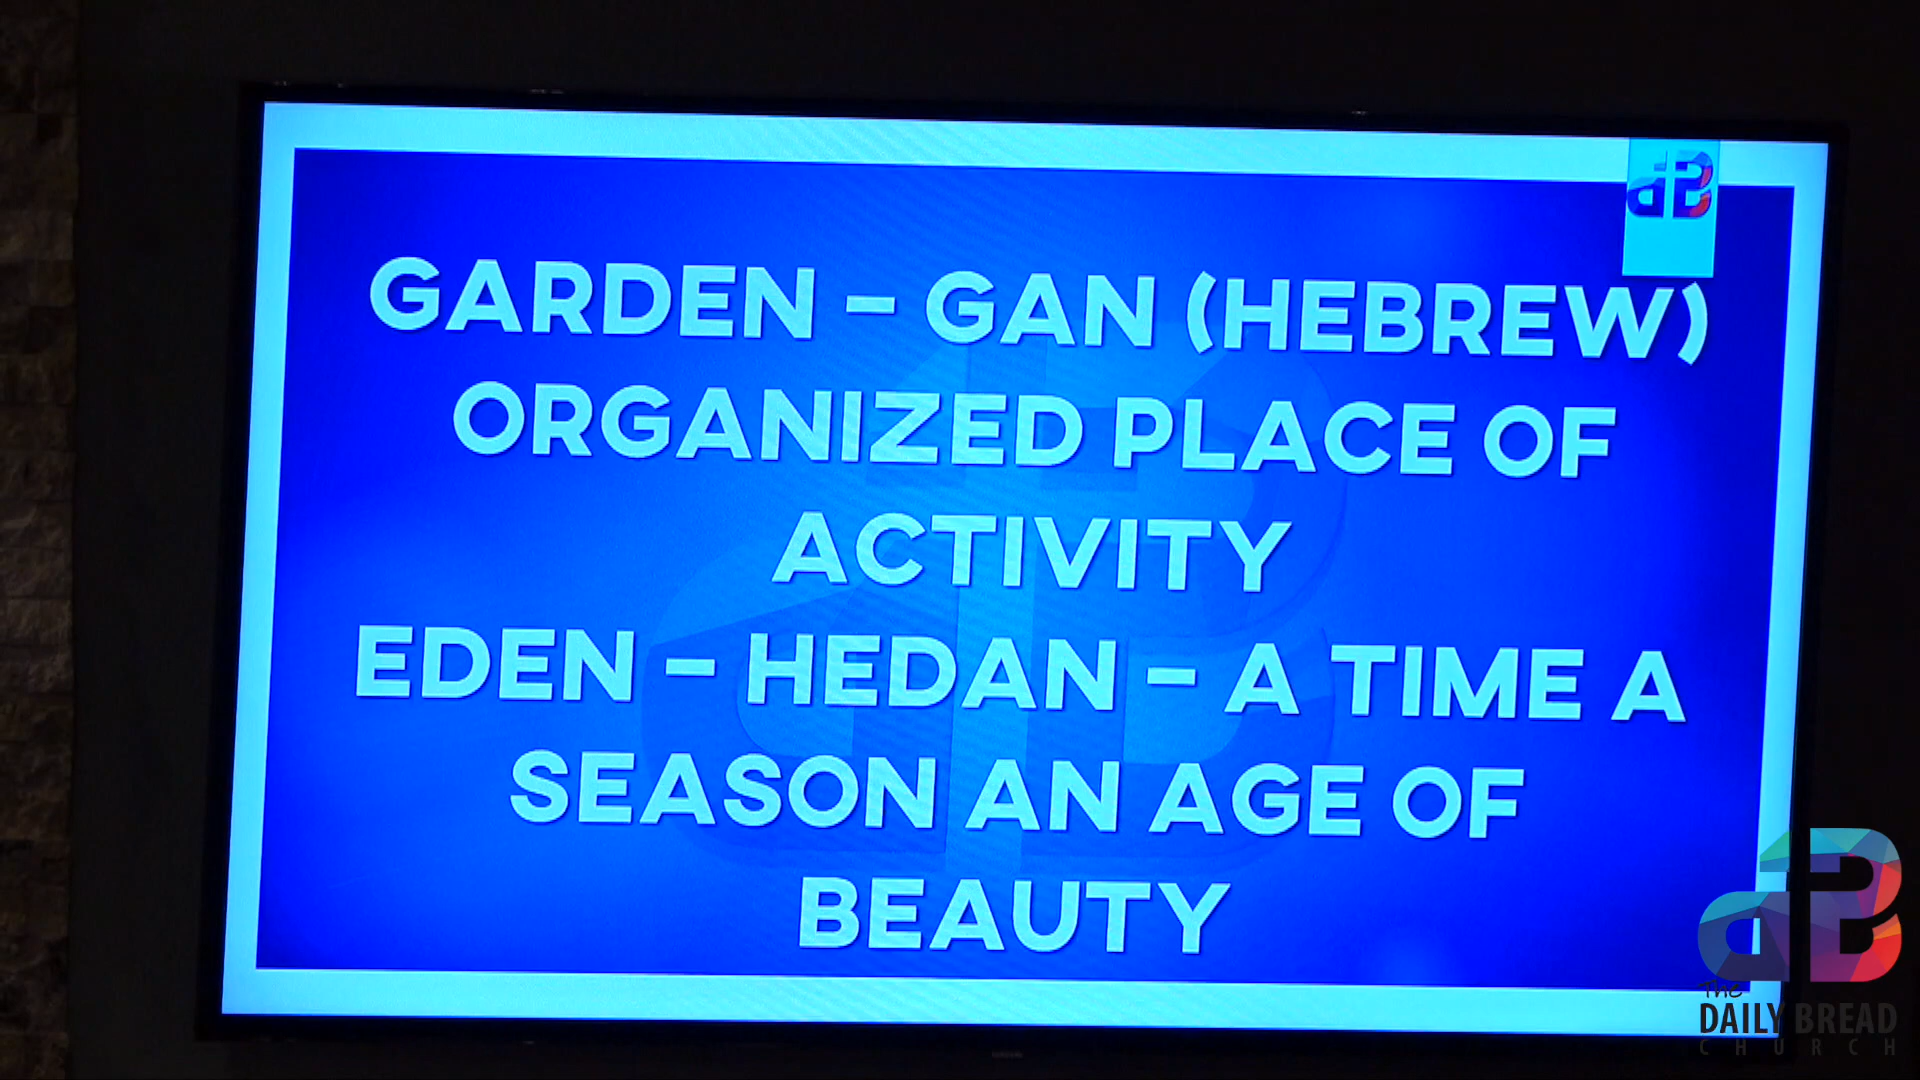 GARDEN - GAN (HEBREW)
ORGANIZED PLACE OF
ACTIVITY
EDEN - HEDAN - A TIME A
SEASON AN AGE OF
BEAUTY
The
DAILY BREAD
CHURCH